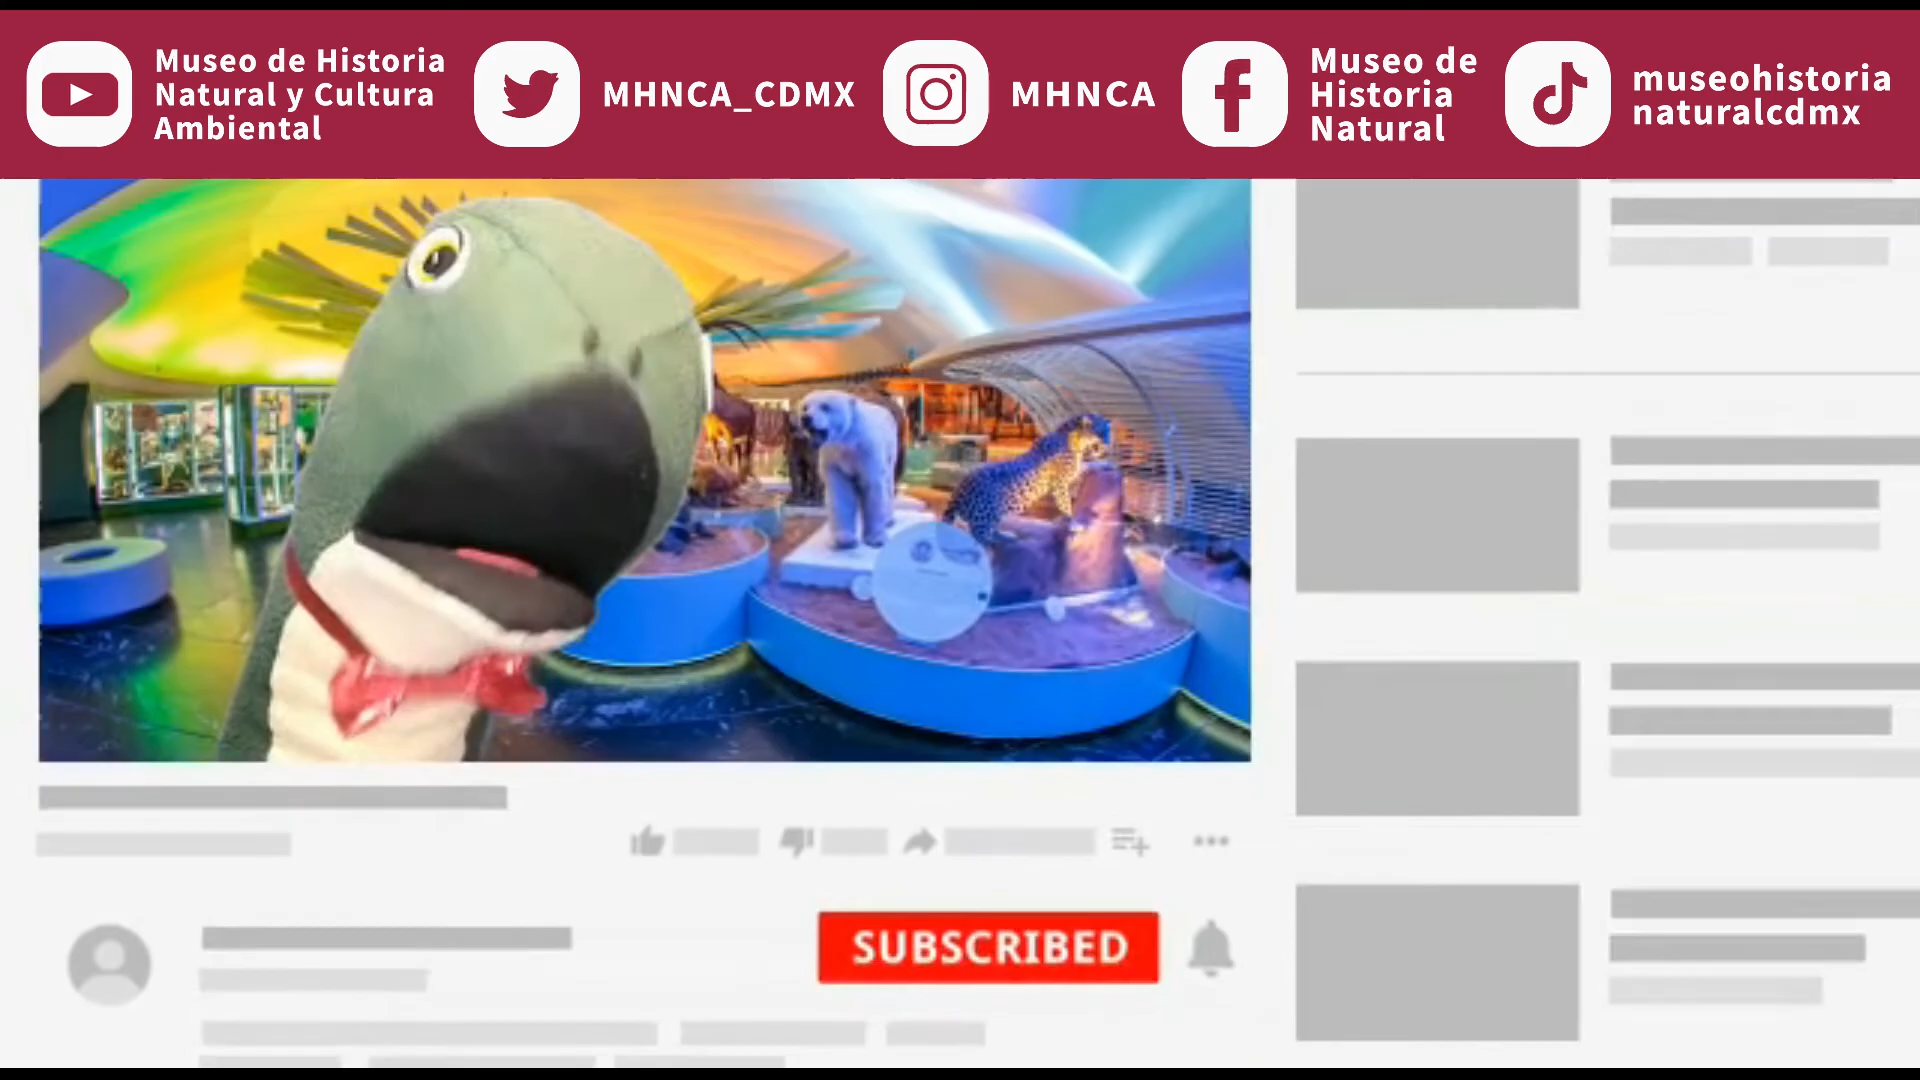 Museo de Historia
Natural y Cultura
Ambiental
MHNCA_CDMX
MHNCA
Museo de
Historia
Natural
museohistoria
naturalcdmx
SUBSCRIBED